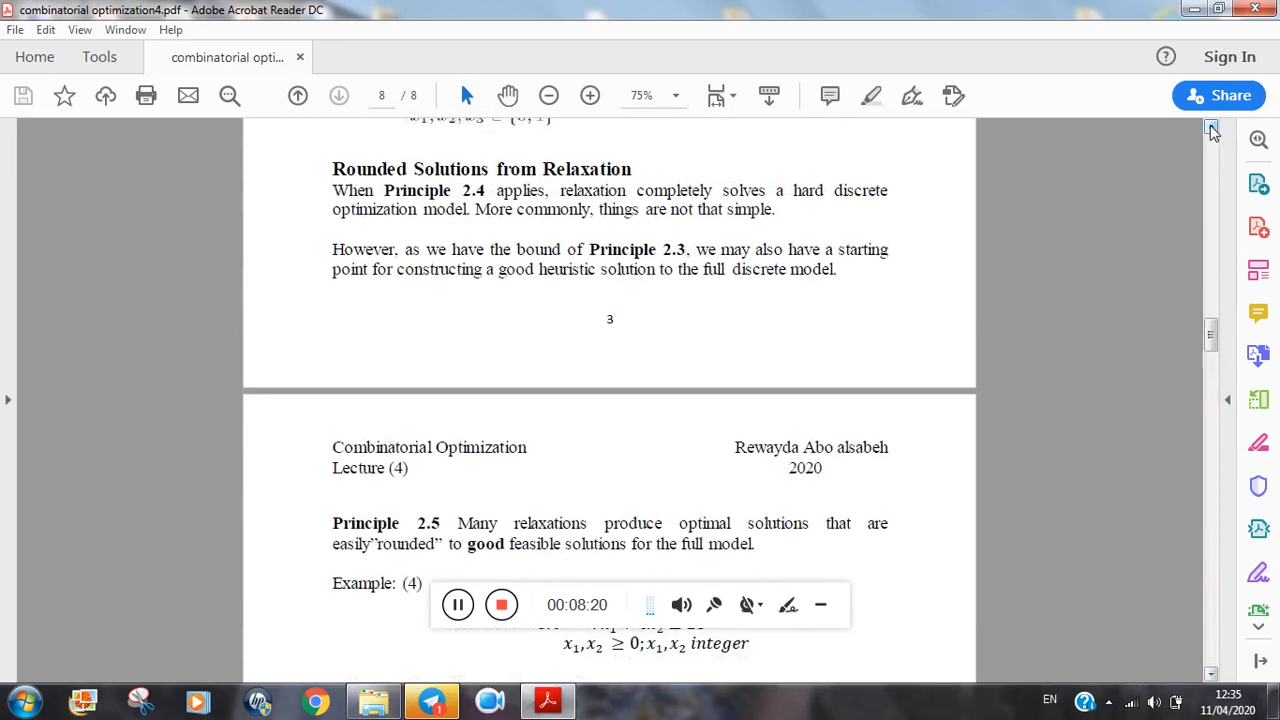 combinatorial optimization4.pdf - Adobe Acrobat Reader DC
File Edit View Window Help
Home Tools combinatorial opti... × Sign In
8 / 8 75% Share
Rounded Solutions from Relaxation
When Principle 2.4 applies, relaxation completely solves a hard discrete
optimization model. More commonly, things are not that simple.
However, as we have the bound of Principle 2.3, we may also have a starting
point for constructing a good heuristic solution to the full discrete model.
3
Combinatorial Optimization Rewayda Abo alsabeh
Lecture (4) 2020
Principle 2.5 Many relaxations produce optimal solutions that are
easily”rounded” to good feasible solutions for the full model.
Example: (4)
00:08:20
x₁,x₂ ≥ 0;x₁,x₂ integer
EN 12:35
11/04/2020